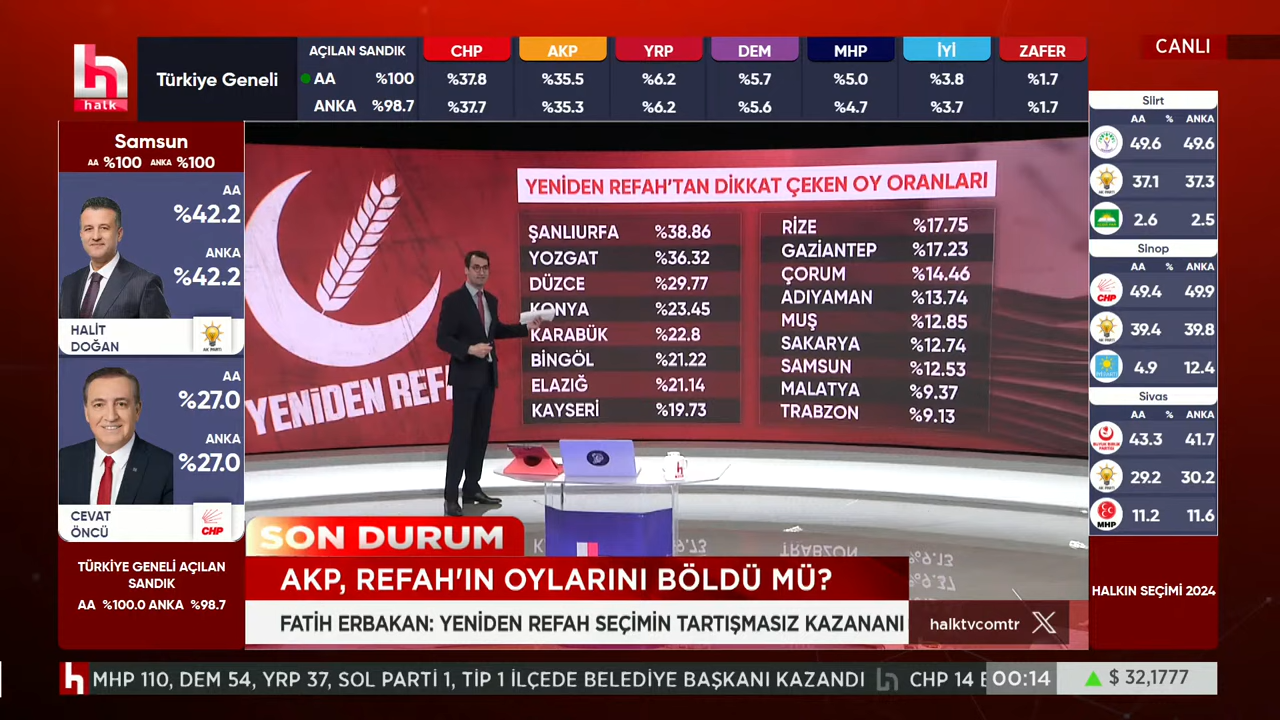 halk
Türkiye Geneli
AÇILAN SANDIK CHP AKP YRP DEM MHP İYİ ZAFER
AA %100 %37.8 %35.5 %6.2 %5.7 %5.0 %3.8 %1.7
ANKA %98.7 %37.7 %35.3 %6.2 %5.6 %4.7 %3.7 %1.7
CANLI
Samsun
AA %100 ANKA %100
AA
%42.2
ANKA
%42.2
HALİT
DOĞAN
AK PARTİ
AA
%27.0
ANKA
%27.0
CEVAT
ÖNCÜ
CHP
TÜRKİYE GENELİ AÇILAN
SANDIK
AA %100.0 ANKA %98.7
YENİDEN REFA
YENİDEN REFAH'TAN DİKKAT ÇEKEN OY ORANLARI
ŞANLIURFA %38.86
YOZGAT %36.32
DÜZCE %29.77
KONYA %23.45
KARABÜK %22.8
BİNGÖL %21.22
ELAZIĞ %21.14
KAYSERİ %19.73
RİZE %17.75
GAZİANTEP %17.23
ÇORUM %14.46
ADIYAMAN %13.74
MUŞ %12.85
SAKARYA %12.74
SAMSUN %12.53
MALATYA %9.37
TRABZON %9.13
Siirt
AA % ANKA
49.6 49.6
37.1 37.3
2.6 2.5
Sinop
AA % ANKA
CHP 49.4 49.9
39.4 39.8
4.9 12.4
Sivas
AA % ANKA
43.3 41.7
29.2 30.2
MHP 11.2 11.6
HALKIN SEÇİMİ 2024
SON DURUM
AKP, REFAH'IN OYLARINI BÖLDÜ MÜ?
FATİH ERBAKAN: YENİDEN REFAH SEÇİMİN TARTIŞMASIZ KAZANANI
halktvcomtr X
MHP 110, DEM 54, YRP 37, SOL PARTİ 1, TİP 1 İLÇEDE BELEDİYE BAŞKANI KAZANDI CHP 14
00:14
$ 32,1777